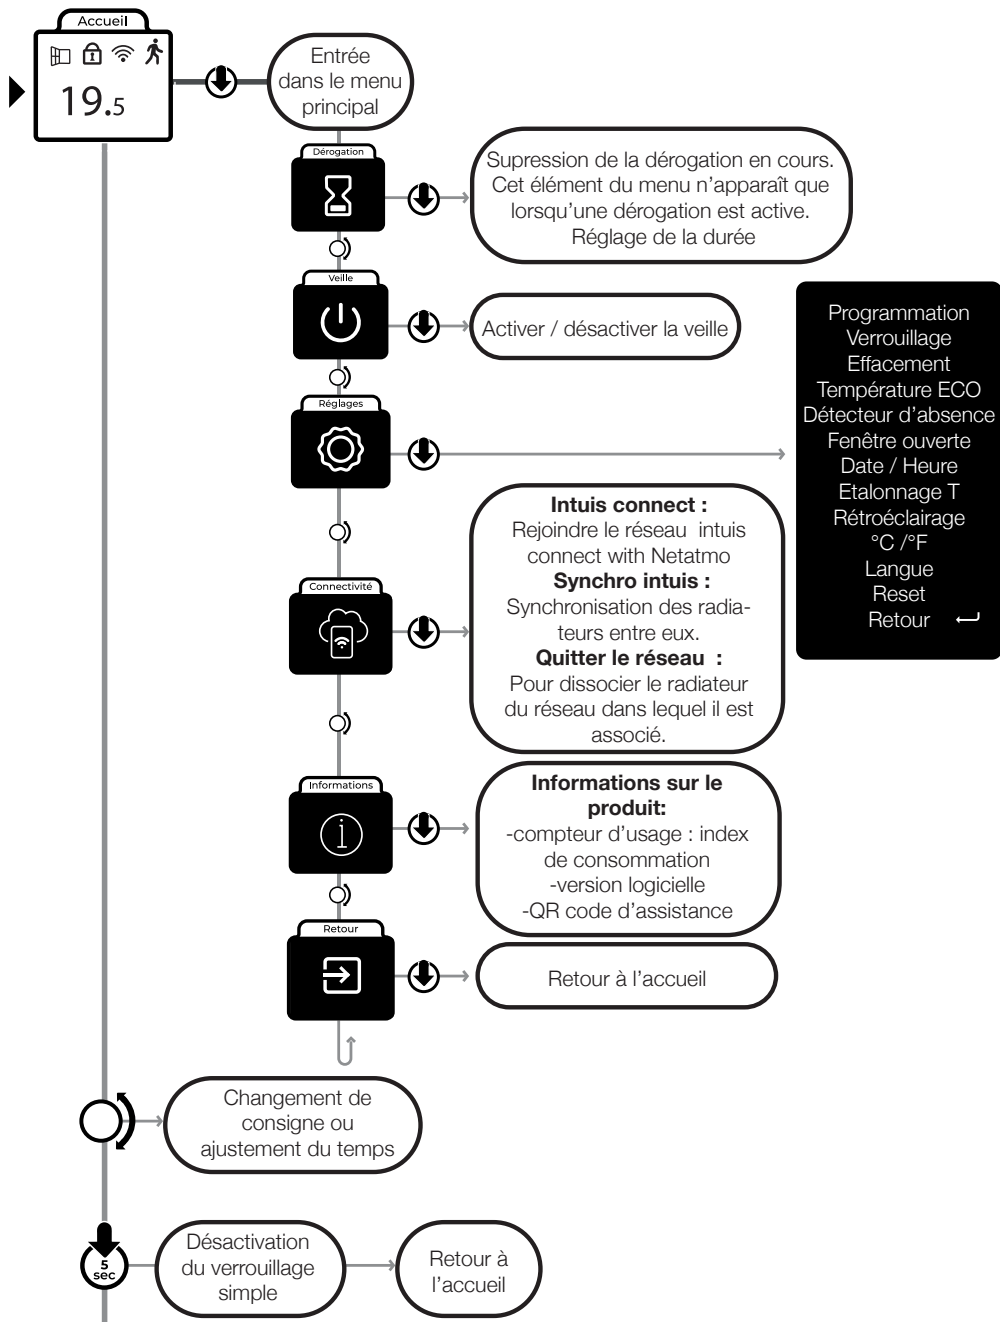 Accueil
19.5
Entrée
dans le menu
principal
Dérogation
Supression de la dérogation en cours.
Cet élément du menu n'apparaît que
lorsqu'une dérogation est active.
Réglage de la durée
Veille
Activer / désactiver la veille
Réglages
Programmation
Verrouillage
Effacement
Température ECO
Détecteur d'absence
Fenêtre ouverte
Date / Heure
Etalonnage T
Rétroéclairage
°C /°F
Langue
Reset
Retour
Connectivité
Intuis connect :
Rejoindre le réseau intuis
connect with Netatmo
Synchro intuis :
Synchronisation des radia-
teurs entre eux.
Quitter le réseau :
Pour dissocier le radiateur
du réseau dans lequel il est
associé.
Informations
Informations sur le
produit:
-compteur d'usage : index
de consommation
-version logicielle
-QR code d'assistance
Retour
Retour à l'accueil
Changement de
consigne ou
ajustement du temps
5
sec
Désactivation
du verrouillage
simple
Retour à
l'accueil